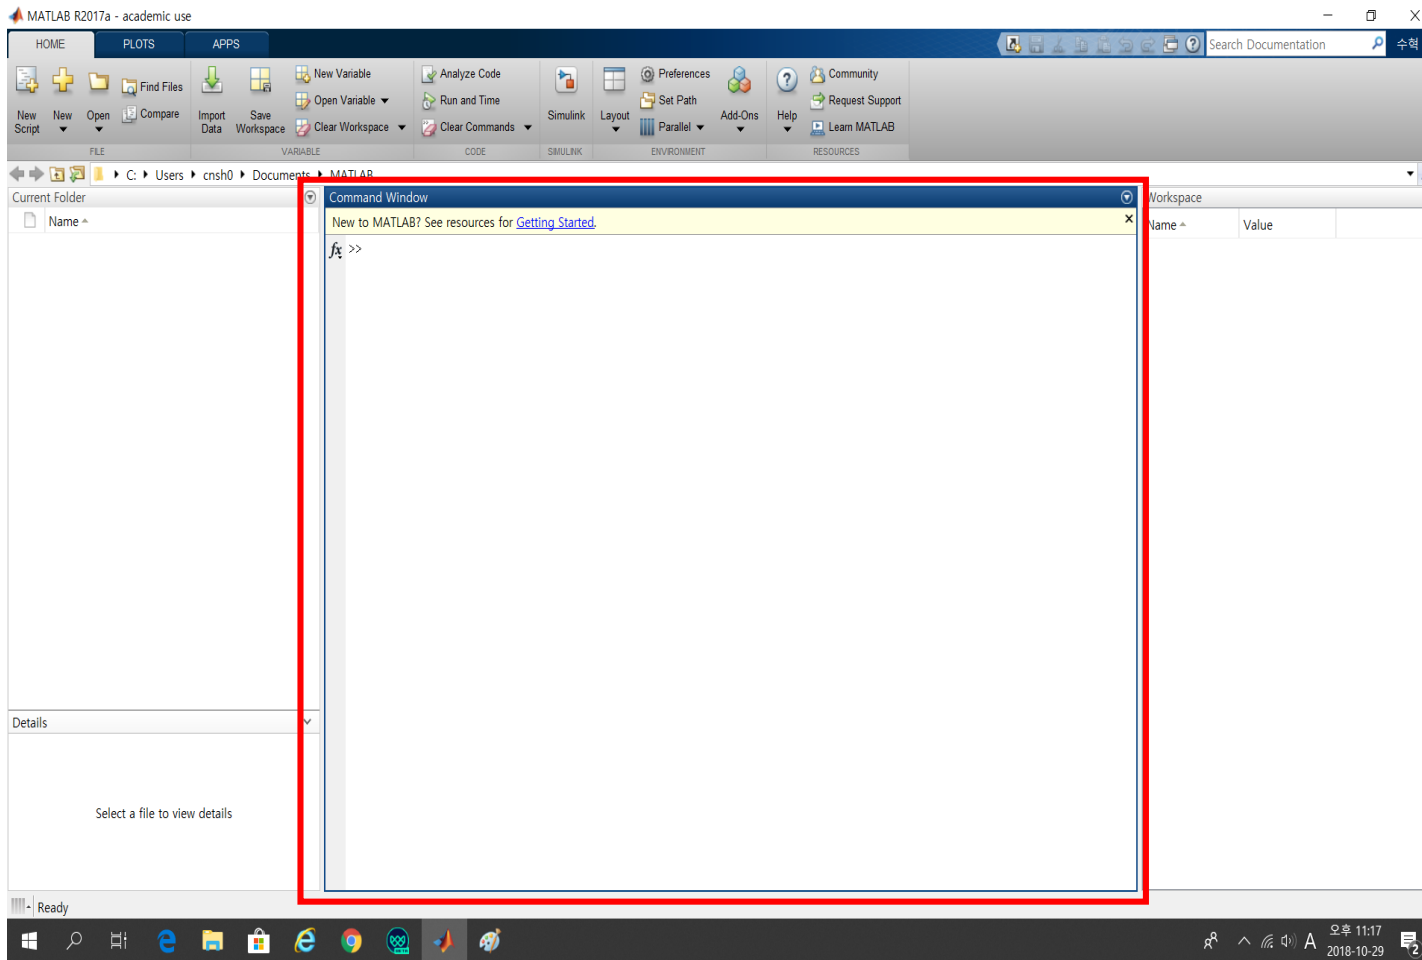 MATLAB R2017a - academic use
HOME PLOTS APPS Search Documentation 수혁
New Script New Open Find Files Compare
FILE
Import Data Save Workspace New Variable Open Variable Clear Workspace
VARIABLE
Analyze Code Run and Time Clear Commands
CODE
Simulink
SIMULINK
Layout Preferences Set Path Parallel Add-Ons
ENVIRONMENT
Help Community Request Support Learn MATLAB
RESOURCES
C: Users cnsh0 Documents MATLAB
Current Folder
Name
Command Window
New to MATLAB? See resources for Getting Started.
fx >>
Workspace
Name Value
Details
Select a file to view details
Ready
A 오후 11:17
2018-10-29 2